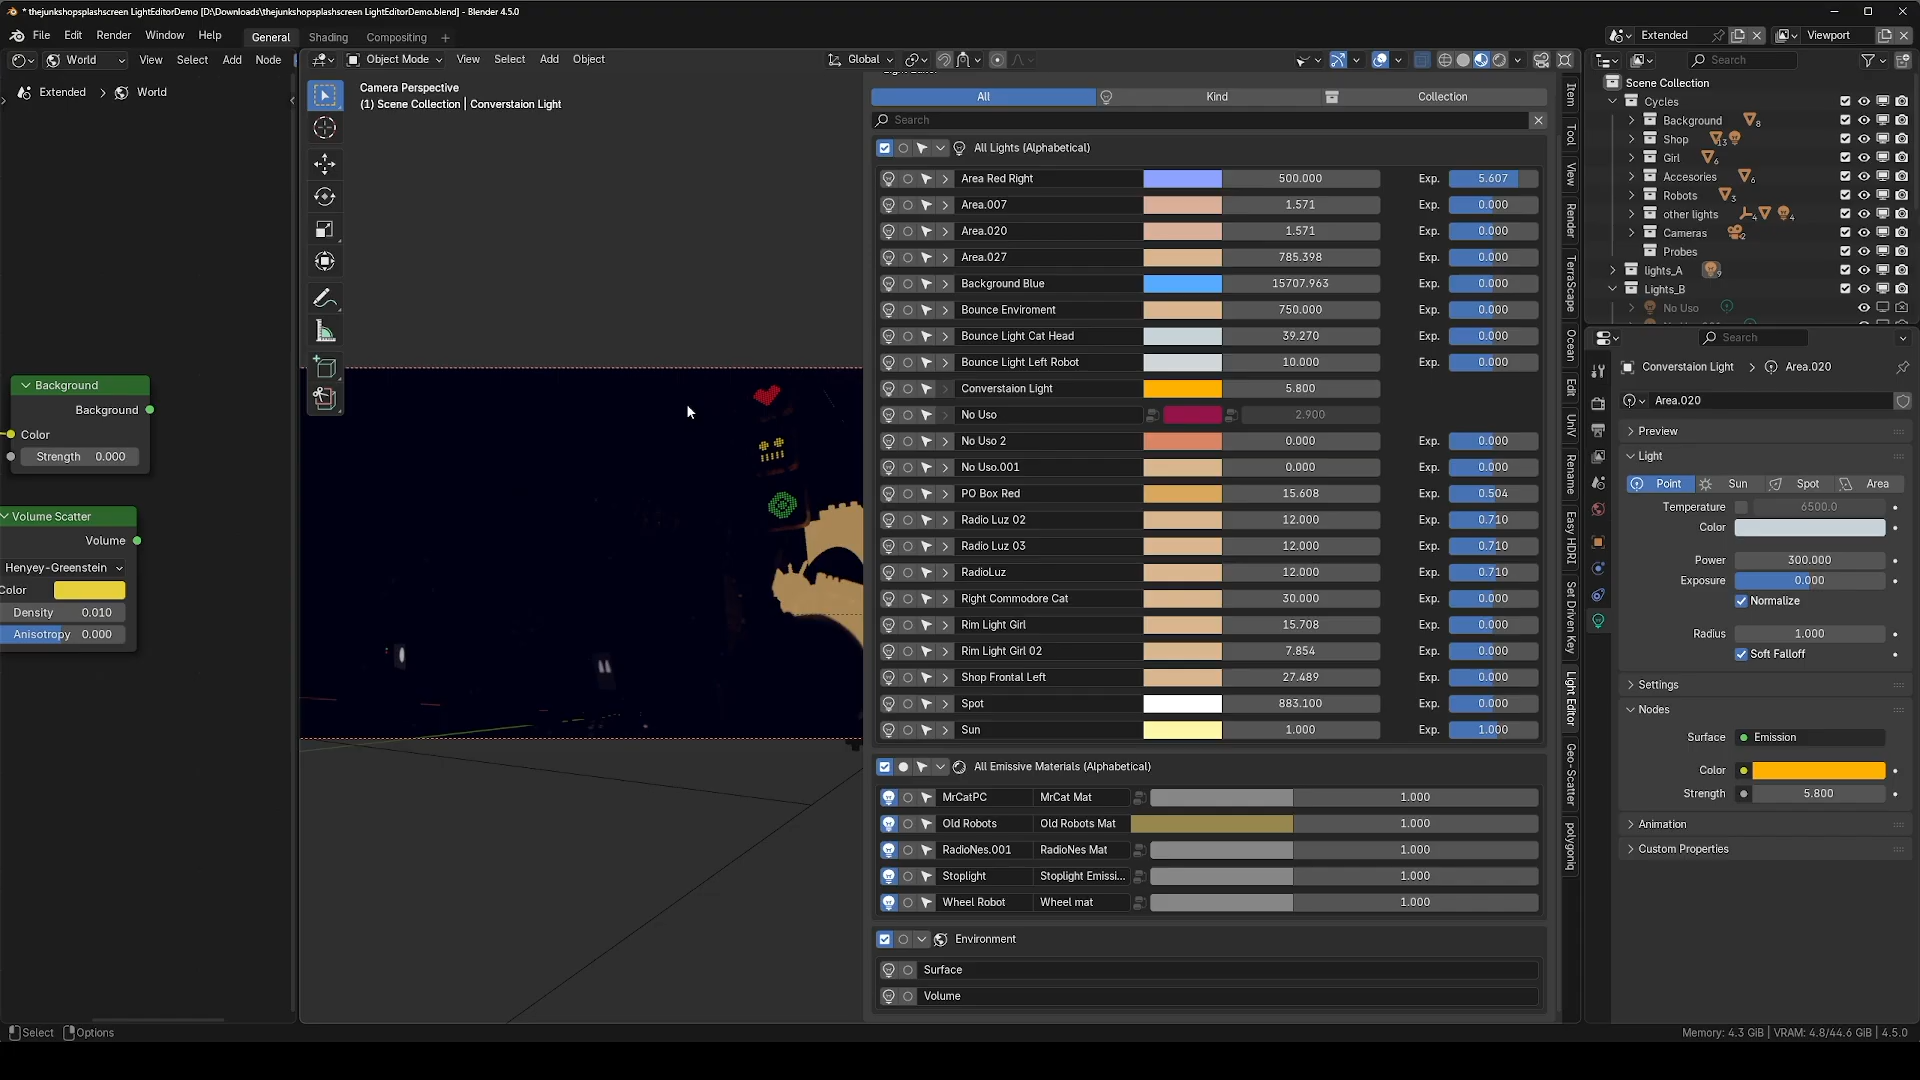 * thejunkshopsplashscreen LightEditorDemo [D:\Downloads\thejunkshopsplashscreen LightEditorDemo.blend] - Blender 4.5.0
File Edit Render Window Help General Shading Compositing +
Extended Viewport
World View Select Add Node
Object Mode View Select Add Object Global
Search
Extended World
Camera Perspective
(1) Scene Collection | Converstaion Light
All Kind Collection
Search
All Lights (Alphabetical)
Area Red Right 500.000 Exp. 5.607
Area.007 1.571 Exp. 0.000
Area.020 1.571 Exp. 0.000
Area.027 785.398 Exp. 0.000
Background Blue 15707.963 Exp. 0.000
Bounce Enviroment 750.000 Exp. 0.000
Bounce Light Cat Head 39.270 Exp. 0.000
Bounce Light Left Robot 10.000 Exp. 0.000
Converstaion Light 5.800
No Uso 2.900
No Uso 2 0.000 Exp. 0.000
No Uso.001 0.000 Exp. 0.000
PO Box Red 15.608 Exp. 0.504
Radio Luz 02 12.000 Exp. 0.710
Radio Luz 03 12.000 Exp. 0.710
RadioLuz 12.000 Exp. 0.710
Right Commodore Cat 30.000 Exp. 0.000
Rim Light Girl 15.708 Exp. 0.000
Rim Light Girl 02 7.854 Exp. 0.000
Shop Frontal Left 27.489 Exp. 0.000
Spot 883.100 Exp. 0.000
Sun 1.000 Exp. 1.000
All Emissive Materials (Alphabetical)
MrCatPC MrCat Mat 1.000
Old Robots Old Robots Mat 1.000
RadioNes.001 RadioNes Mat 1.000
Stoplight Stoplight Emissi... 1.000
Wheel Robot Wheel mat 1.000
Environment
Surface
Volume
Background
Background
Color
Strength 0.000
Volume Scatter
Volume
Henyey-Greenstein
Color
Density 0.010
Anisotropy 0.000
Item
Tool
View
Render
TerraScape
Ocean
Edit
UniV
Rename
Easy HDRI
Set Driven Key
Light Editor
Geo-Scatter
polygoniq
Scene Collection
Cycles
Background 8
Shop 13
Girl 6
Accesories 6
Robots 3
other lights 4 4
Cameras 2
Probes
lights_A 9
Lights_B
No Uso
Search
Converstaion Light > Area.020
Area.020
Preview
Light
Point Sun Spot Area
Temperature 6500.0
Color
Power 300.000
Exposure 0.000
Normalize
Radius 1.000
Soft Falloff
Settings
Nodes
Surface Emission
Color
Strength 5.800
Animation
Custom Properties
Select Options
Memory: 4.3 GiB | VRAM: 4.8/44.6 GiB | 4.5.0